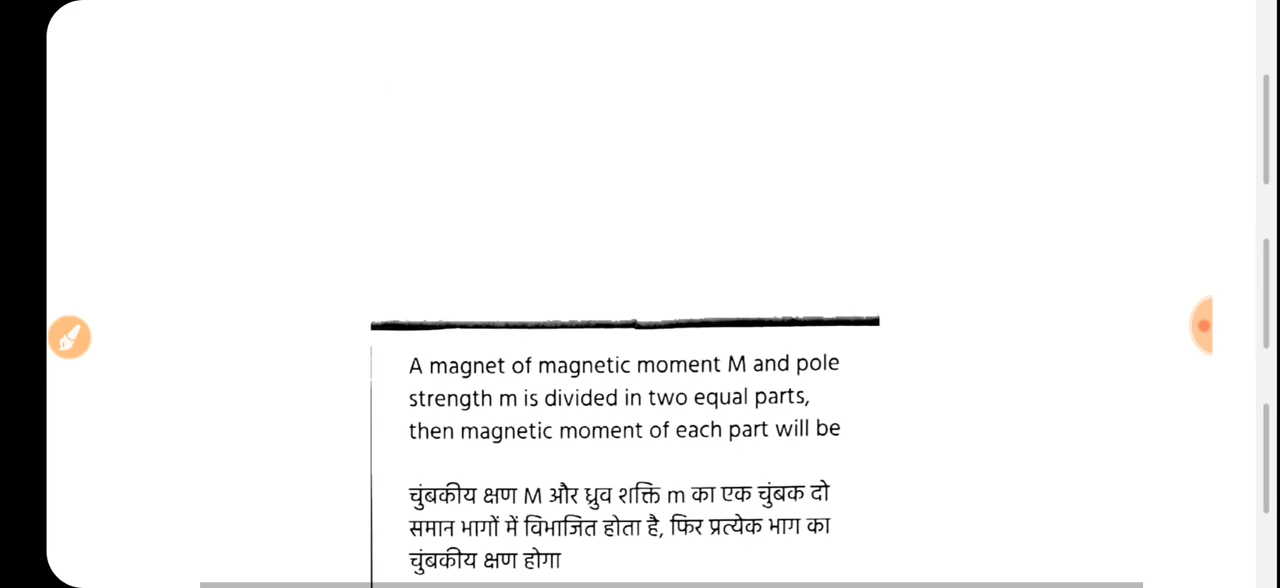 A magnet of magnetic moment M and pole
strength m is divided in two equal parts,
then magnetic moment of each part will be
चुंबकीय क्षण M और ध्रुव शक्ति m का एक चुंबक दो
समान भागों में विभाजित होता है, फिर प्रत्येक भाग का
चुंबकीय क्षण होगा